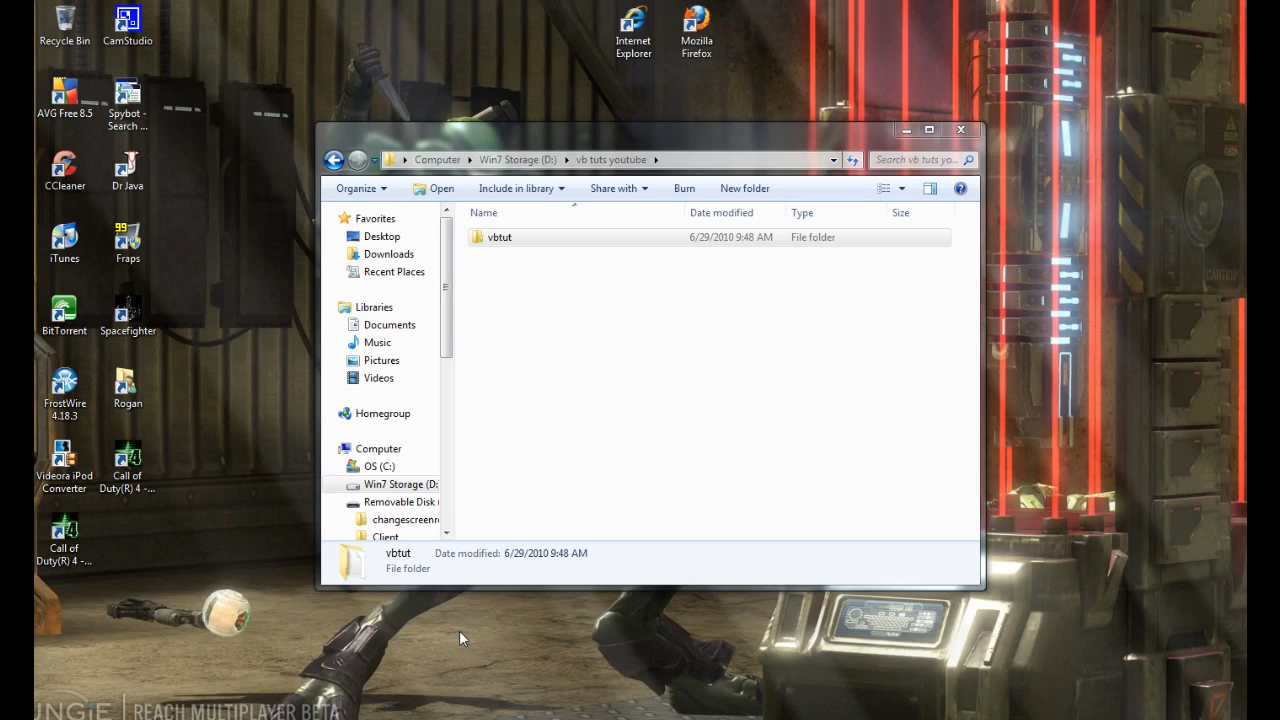 Recycle Bin
CamStudio
Internet Explorer
Mozilla Firefox
AVG Free 8.5
Spybot - Search ...
CCleaner
DrJava
iTunes
99
Fraps
BitTorrent
Spacefighter
FrostWire 4.18.3
Rogan
Videora iPod Converter
Call of Duty(R) 4 -...
Call of Duty(R) 4 -...
Computer
Win7 Storage (D:)
vb tuts youtube
Search vb tuts yo...
Organize
Open
Include in library
Share with
Burn
New folder
Name
Date modified
Type
Size
vbtut
6/29/2010 9:48 AM
File folder
Favorites
Desktop
Downloads
Recent Places
Libraries
Documents
Music
Pictures
Videos
Homegroup
Computer
OS (C:)
Win7 Storage (D:
Removable Disk
changescreenr
Client
vbtut Date modified: 6/29/2010 9:48 AM
File folder
UNGIE | REACH MULTIPLAYER BETA